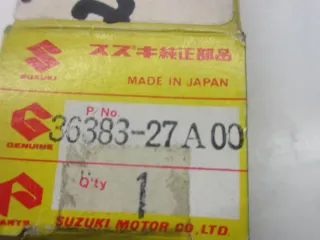 2
SUZUKI
スズキ純正部品
MADE IN JAPAN
GENUINE
P/No.
36383-27A00
PARTS
Q'ty
1
SUZUKI MOTOR CO.,LTD.